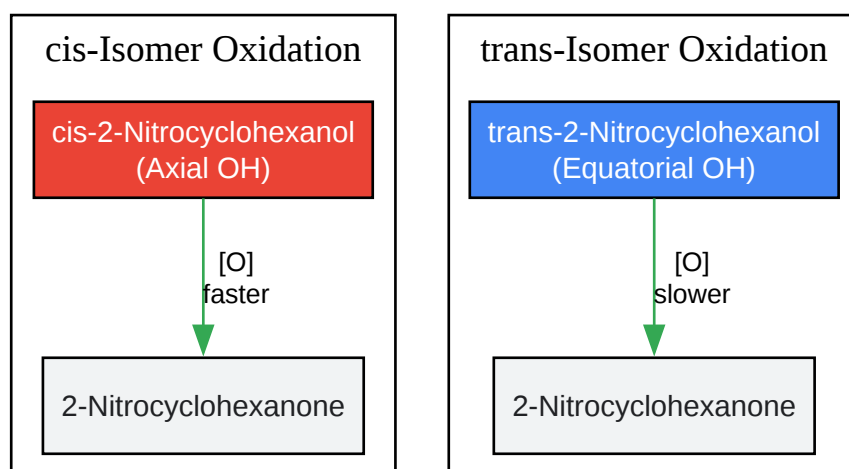 cis-Isomer Oxidation
cis-2-Nitrocyclohexanol
(Axial OH)
[O]
faster
2-Nitrocyclohexanone
trans-Isomer Oxidation
trans-2-Nitrocyclohexanol
(Equatorial OH)
[O]
slower
2-Nitrocyclohexanone